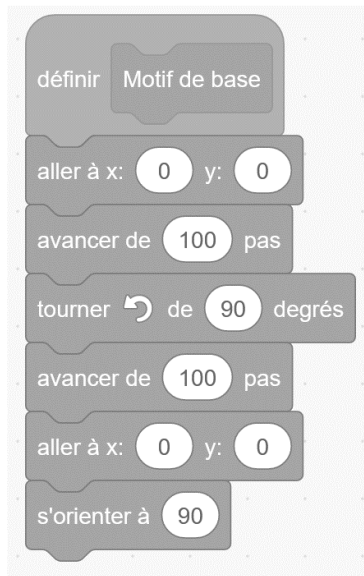 définir Motif de base
aller à x: 0 y: 0
avancer de 100 pas
tourner de 90 degrés
avancer de 100 pas
aller à x: 0 y: 0
s'orienter à 90